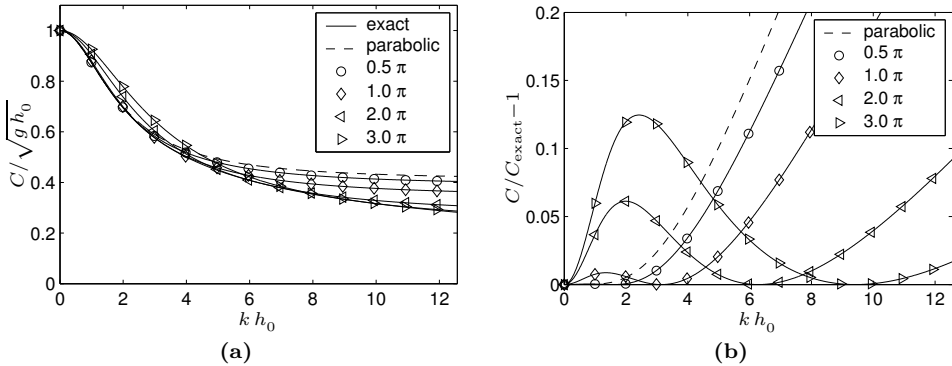 1
0.8
0.6
0.4
0.2
0
0 2 4 6 8 10 12
C/√g h₀
k h₀
exact
parabolic
0.5 π
1.0 π
2.0 π
3.0 π
(a)
0.2
0.15
0.1
0.05
0
0 2 4 6 8 10 12
C/C_exact−1
k h₀
parabolic
0.5 π
1.0 π
2.0 π
3.0 π
(b)